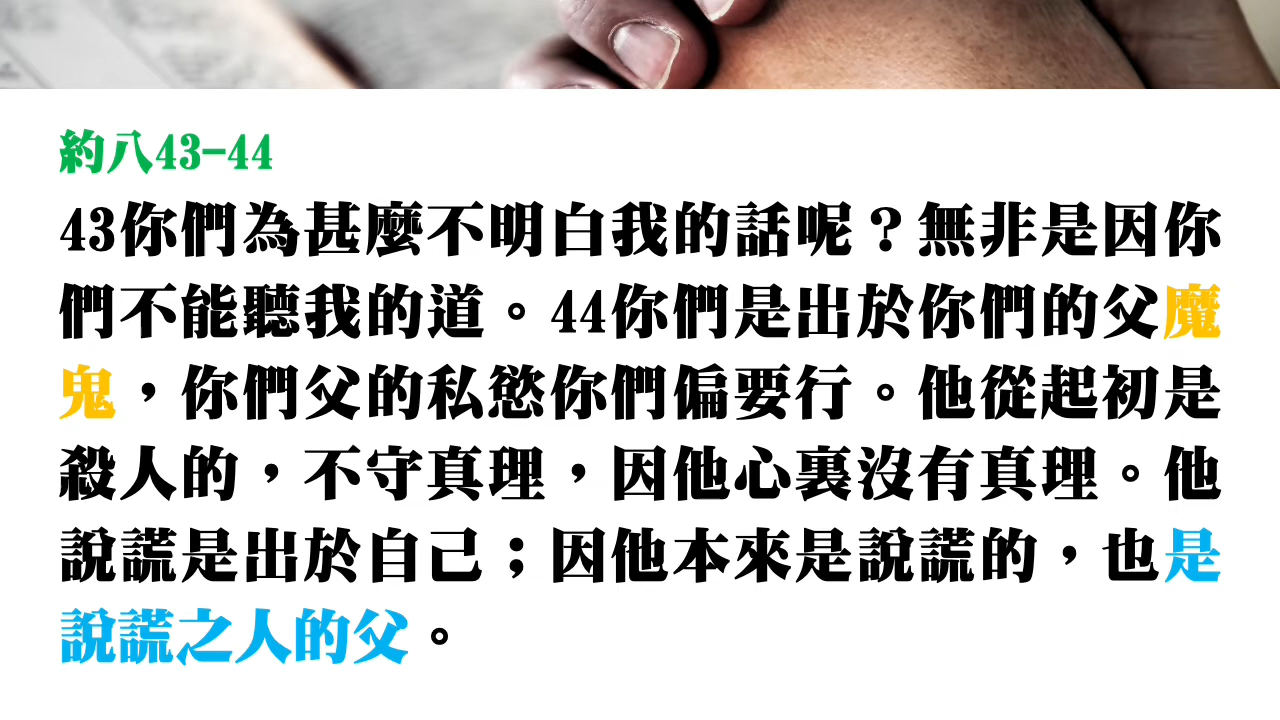 約八43-44
43你們為甚麼不明白我的話呢？無非是因你
們不能聽我的道。44你們是出於你們的父魔
鬼，你們父的私慾你們偏要行。他從起初是
殺人的，不守真理，因他心裏沒有真理。他
說謊是出於自己；因他本來是說謊的，也是
說謊之人的父。